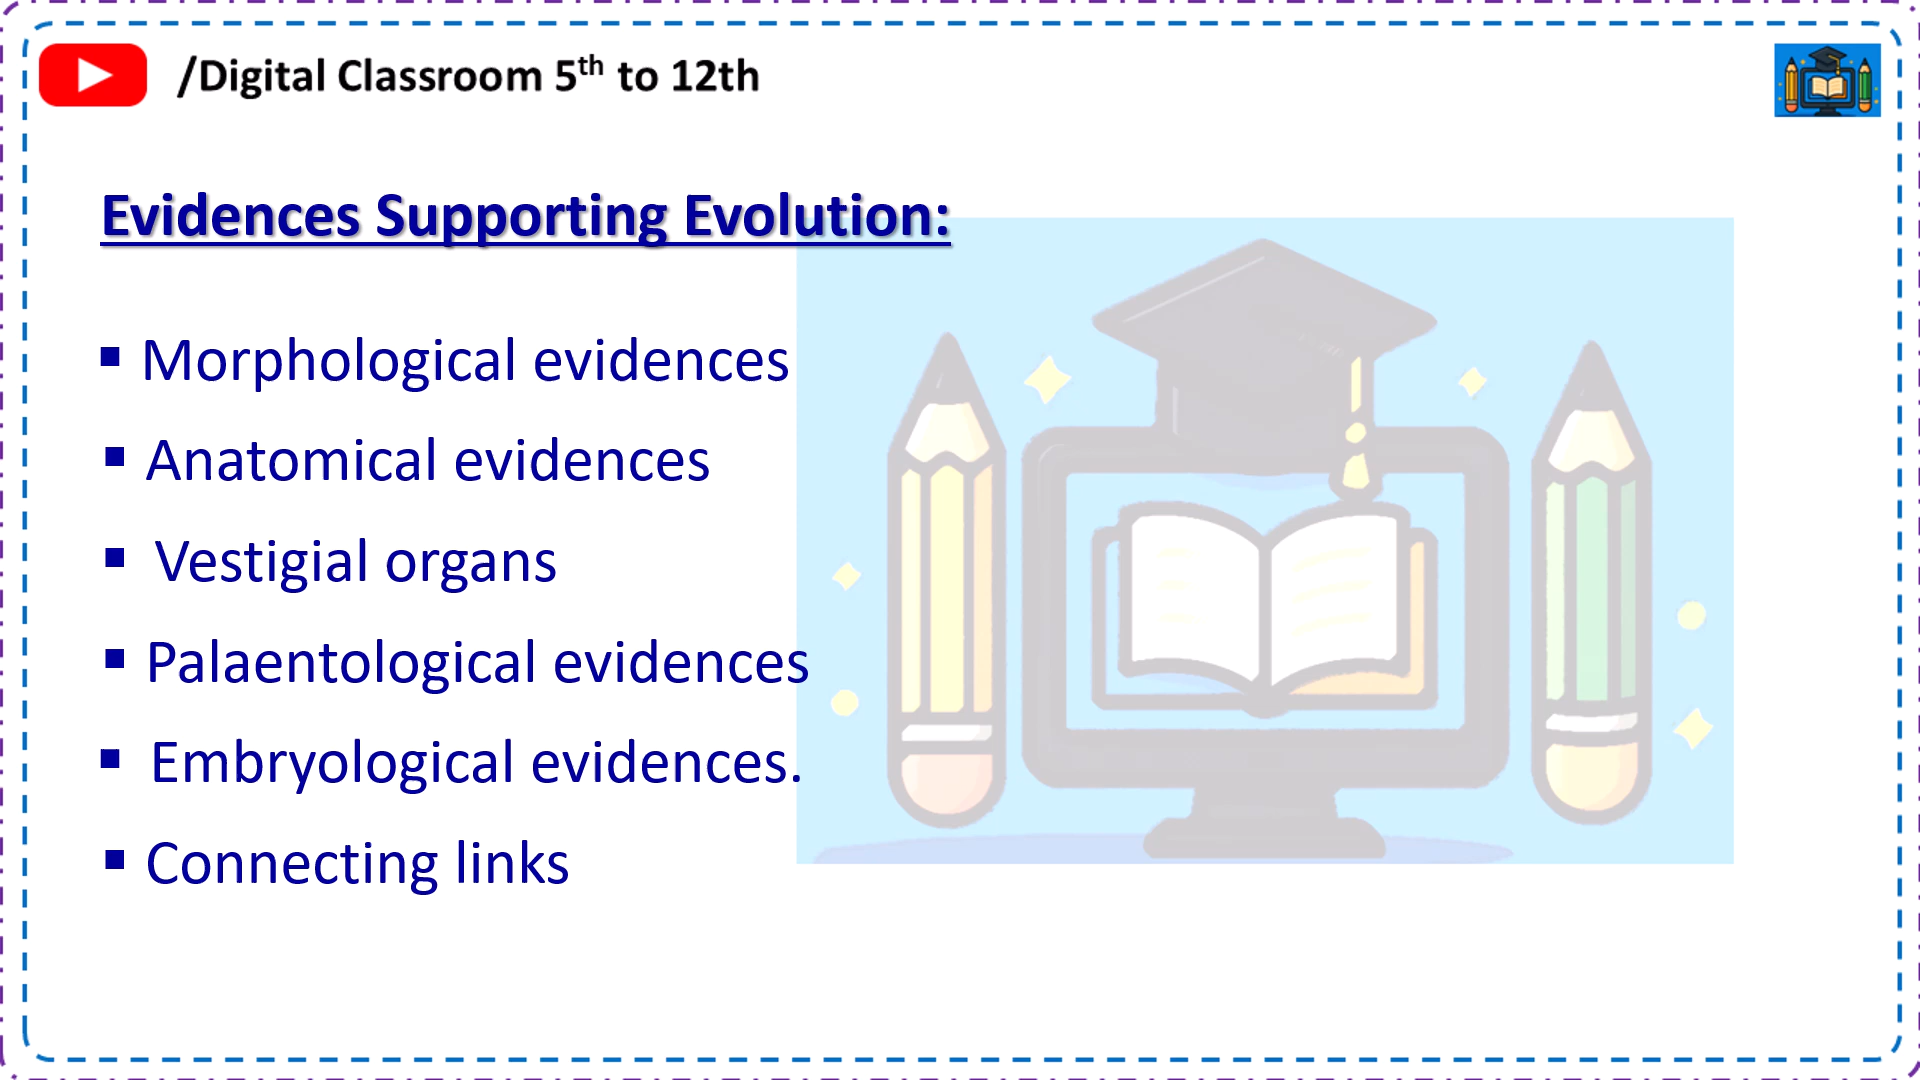 /Digital Classroom 5th to 12th
Evidences Supporting Evolution:
▪ Morphological evidences
▪ Anatomical evidences
▪ Vestigial organs
▪ Palaentological evidences
▪ Embryological evidences.
▪ Connecting links